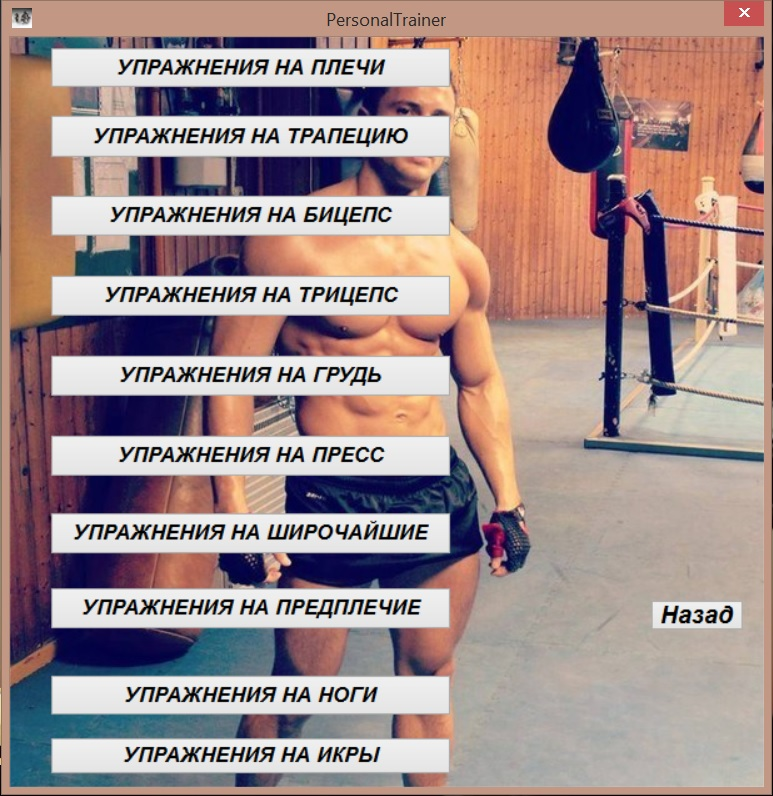 PersonalTrainer
УПРАЖНЕНИЯ НА ПЛЕЧИ
УПРАЖНЕНИЯ НА ТРАПЕЦИЮ
УПРАЖНЕНИЯ НА БИЦЕПС
УПРАЖНЕНИЯ НА ТРИЦЕПС
УПРАЖНЕНИЯ НА ГРУДЬ
УПРАЖНЕНИЯ НА ПРЕСС
УПРАЖНЕНИЯ НА ШИРОЧАЙШИЕ
УПРАЖНЕНИЯ НА ПРЕДПЛЕЧИЕ
Назад
УПРАЖНЕНИЯ НА НОГИ
УПРАЖНЕНИЯ НА ИКРЫ